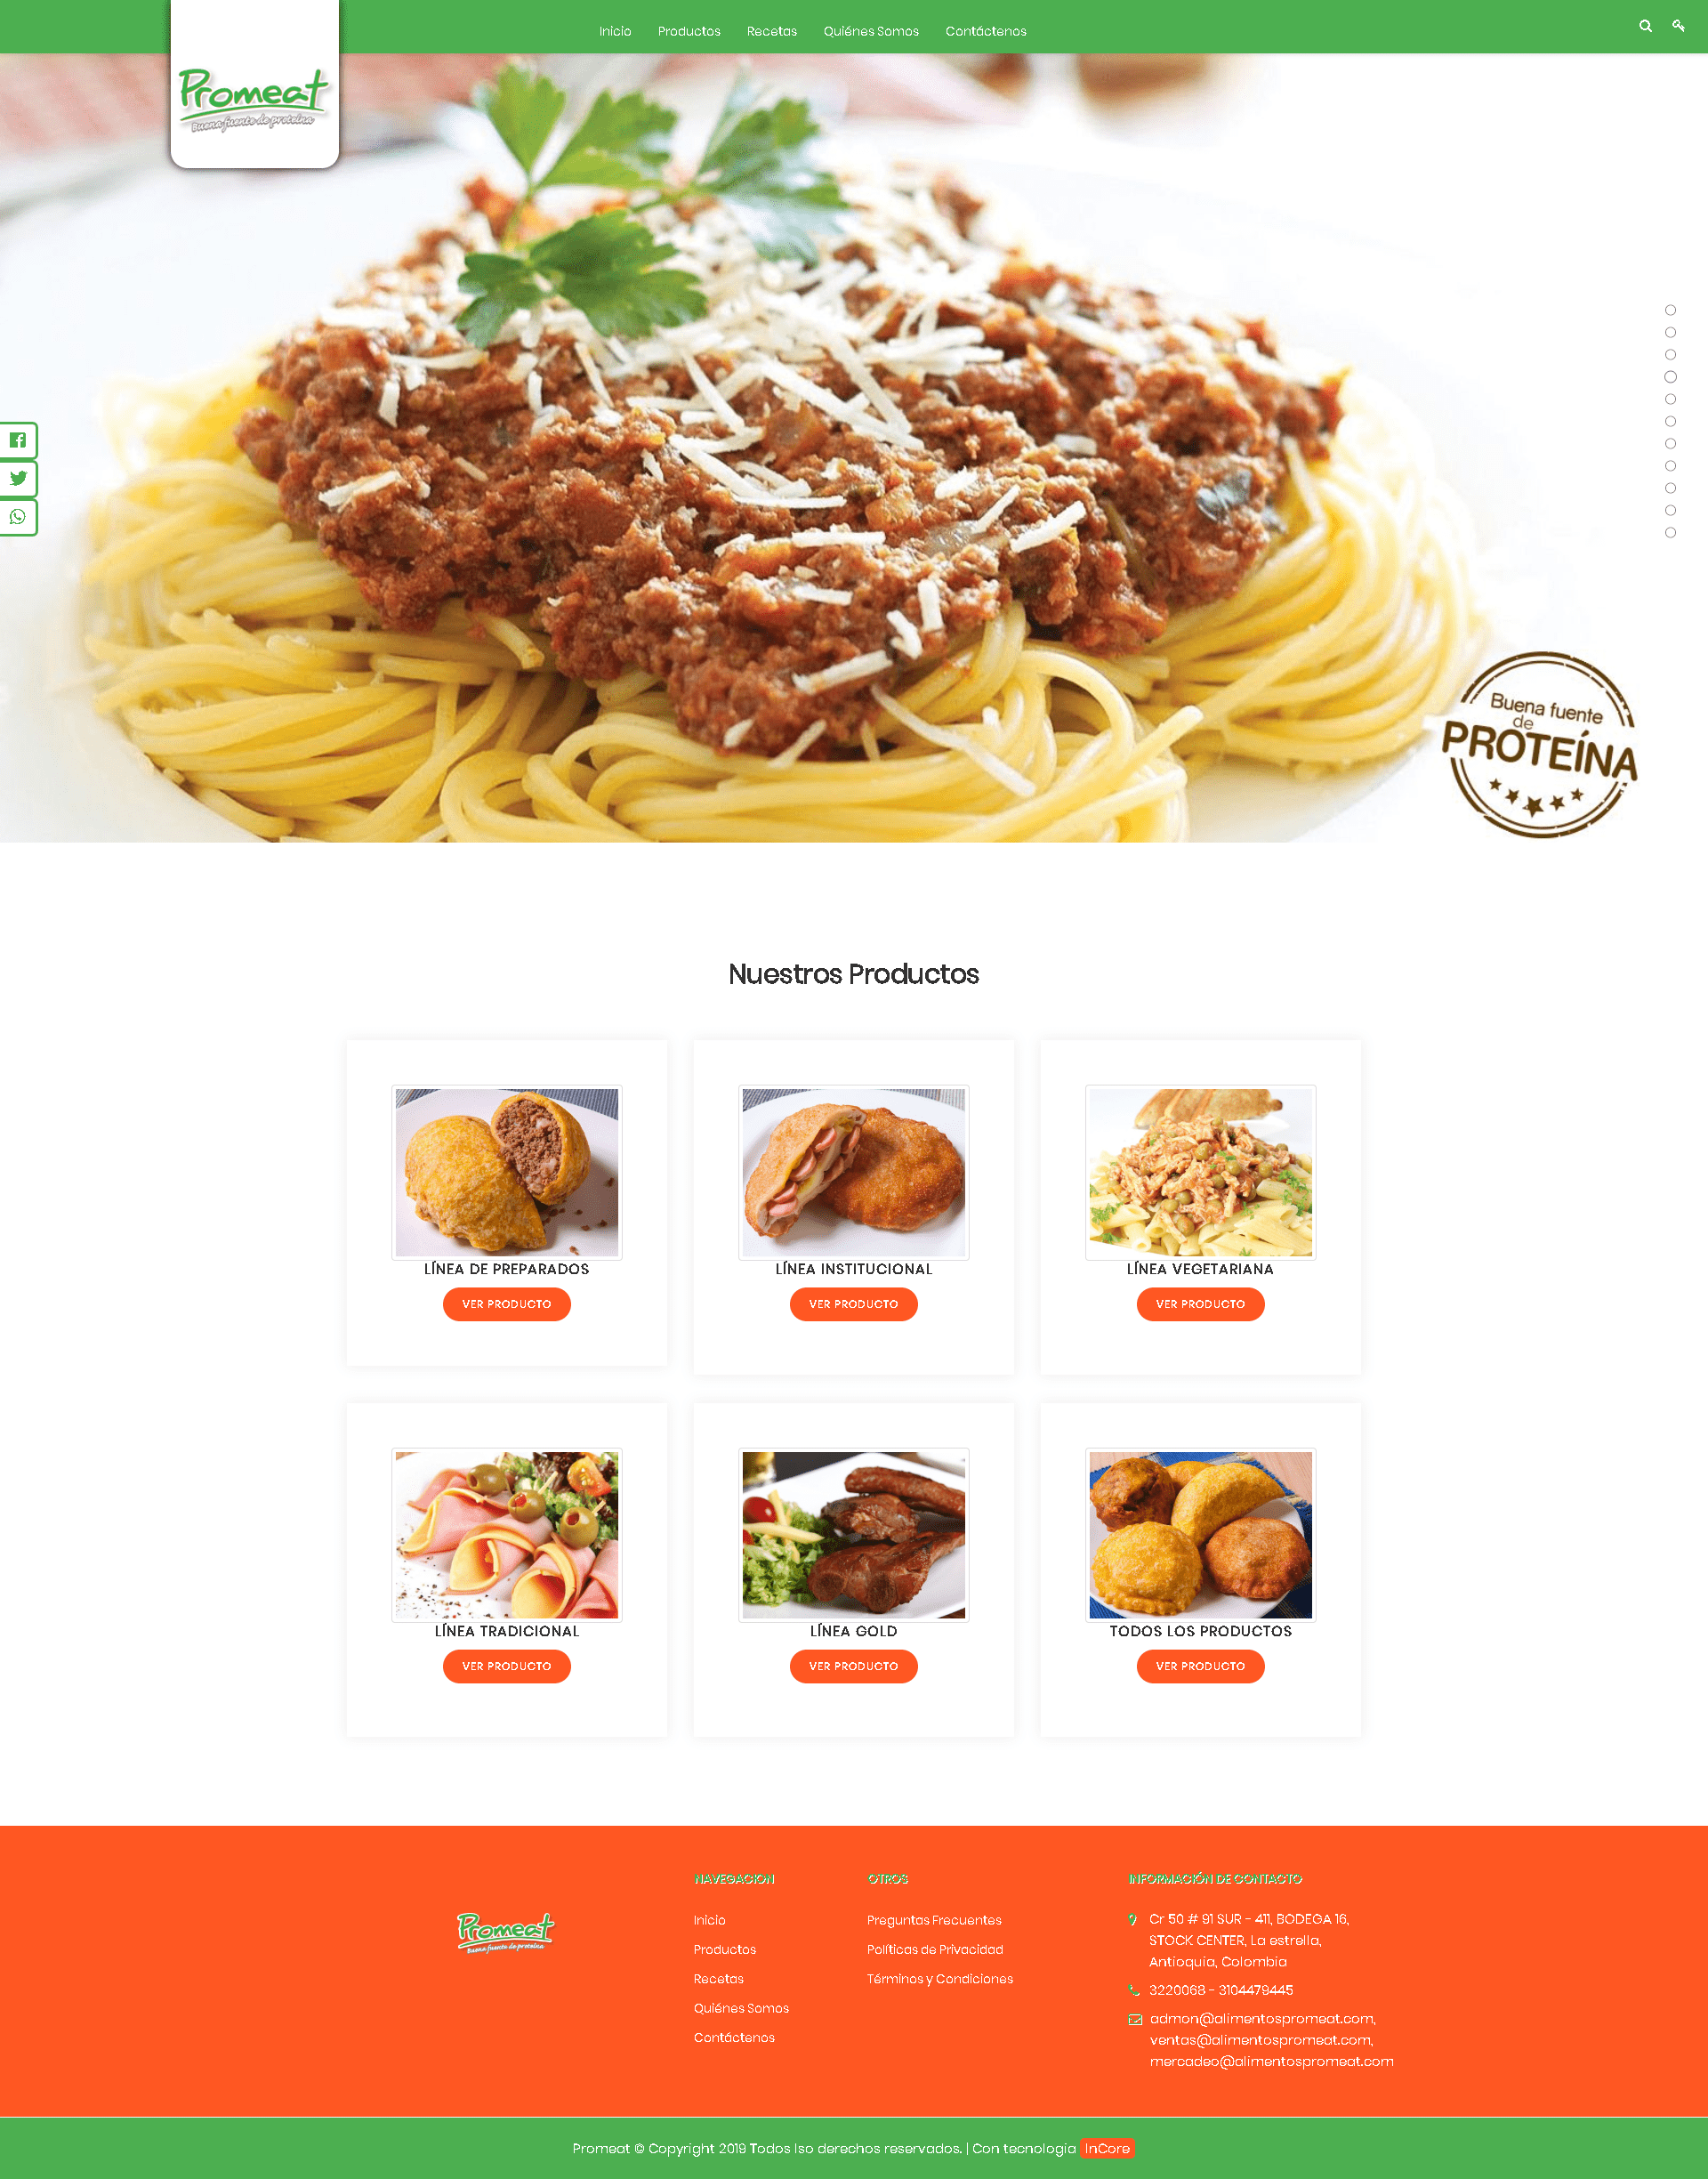 Inicio Productos Recetas Quiénes Somos Contáctenos
Promeat
Buena fuente de proteína
Buena fuente
de
PROTEÍNA
Nuestros Productos
LÍNEA DE PREPARADOS
VER PRODUCTO
LÍNEA INSTITUCIONAL
VER PRODUCTO
LÍNEA VEGETARIANA
VER PRODUCTO
LÍNEA TRADICIONAL
VER PRODUCTO
LÍNEA GOLD
VER PRODUCTO
TODOS LOS PRODUCTOS
VER PRODUCTO
Promeat
Buena fuente de proteína
NAVEGACION
Inicio
Productos
Recetas
Quiénes Somos
Contáctenos
OTROS
Preguntas Frecuentes
Políticas de Privacidad
Términos y Condiciones
INFORMACIÓN DE CONTACTO
Cr 50 # 91 SUR - 411, BODEGA 16,
STOCK CENTER, La estrella,
Antioquia, Colombia
3220068 - 3104479445
admon@alimentospromeat.com,
ventas@alimentospromeat.com,
mercadeo@alimentospromeat.com
Promeat © Copyright 2019 Todos lso derechos reservados. | Con tecnologia InCore